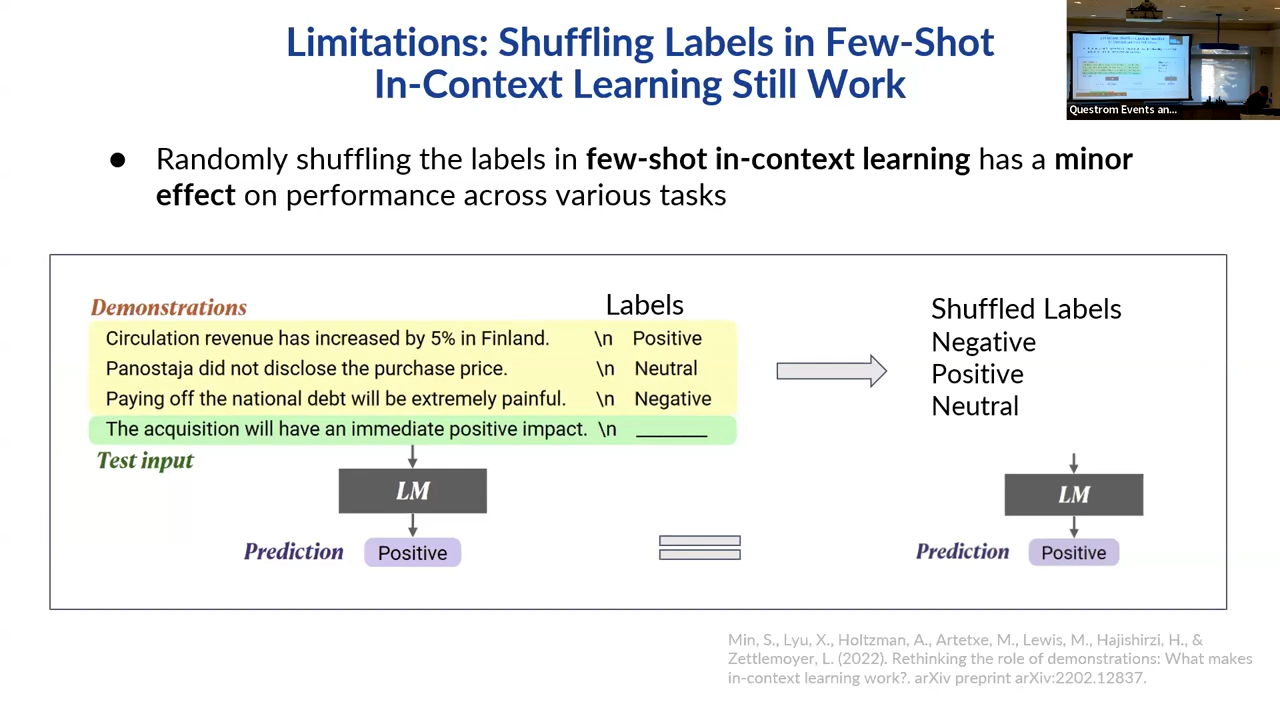 Limitations: Shuffling Labels in Few-Shot
In-Context Learning Still Work
Questrom Events an...
● Randomly shuffling the labels in few-shot in-context learning has a minor
effect on performance across various tasks
Demonstrations
Labels
Circulation revenue has increased by 5% in Finland. \n Positive
Panostaja did not disclose the purchase price. \n Neutral
Paying off the national debt will be extremely painful. \n Negative
The acquisition will have an immediate positive impact. \n ________
Test input
LM
Prediction Positive
Shuffled Labels
Negative
Positive
Neutral
LM
Prediction Positive
Min, S., Lyu, X., Holtzman, A., Artetxe, M., Lewis, M., Hajishirzi, H., &
Zettlemoyer, L. (2022). Rethinking the role of demonstrations: What makes
in-context learning work?. arXiv preprint arXiv:2202.12837.